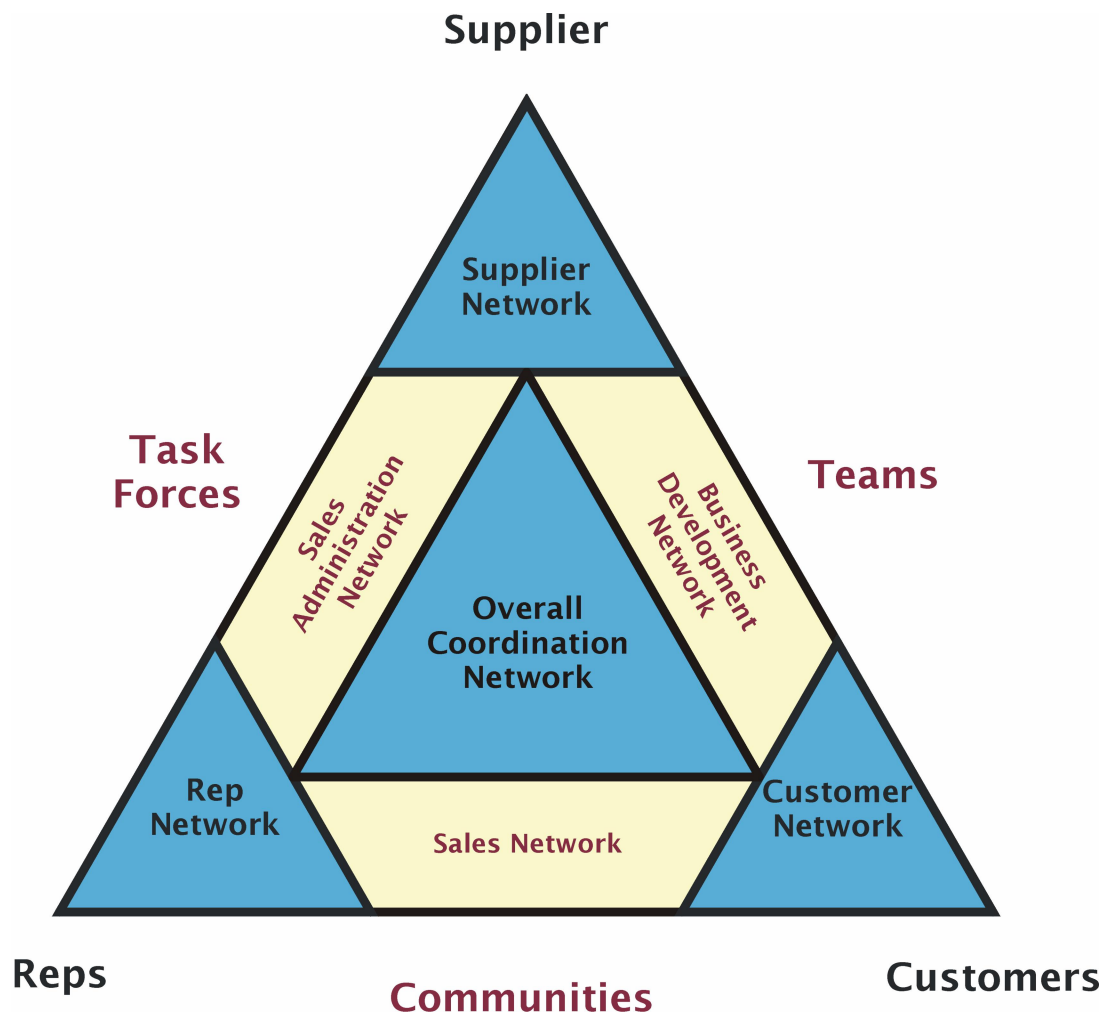 Supplier
Supplier
Network
Task
Forces
Teams
Sales
Administration
Network
Business
Development
Network
Overall
Coordination
Network
Rep
Network
Customer
Network
Sales Network
Reps
Communities
Customers